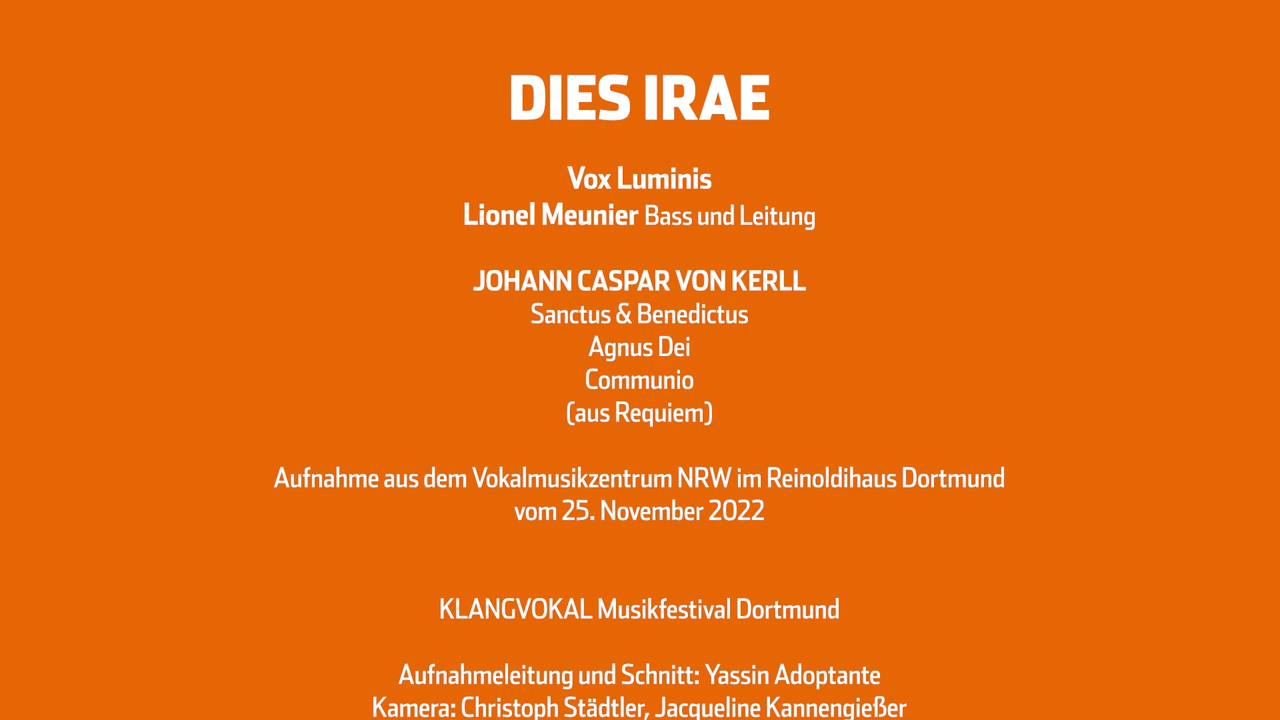 DIES IRAE
Vox Luminis
Lionel Meunier Bass und Leitung
JOHANN CASPAR VON KERLL
Sanctus & Benedictus
Agnus Dei
Communio
(aus Requiem)
Aufnahme aus dem Vokalmusikzentrum NRW im Reinoldihaus Dortmund
vom 25. November 2022
KLANGVOKAL Musikfestival Dortmund
Aufnahmeleitung und Schnitt: Yassin Adoptante
Kamera: Christoph Städtler, Jacqueline Kannengießer